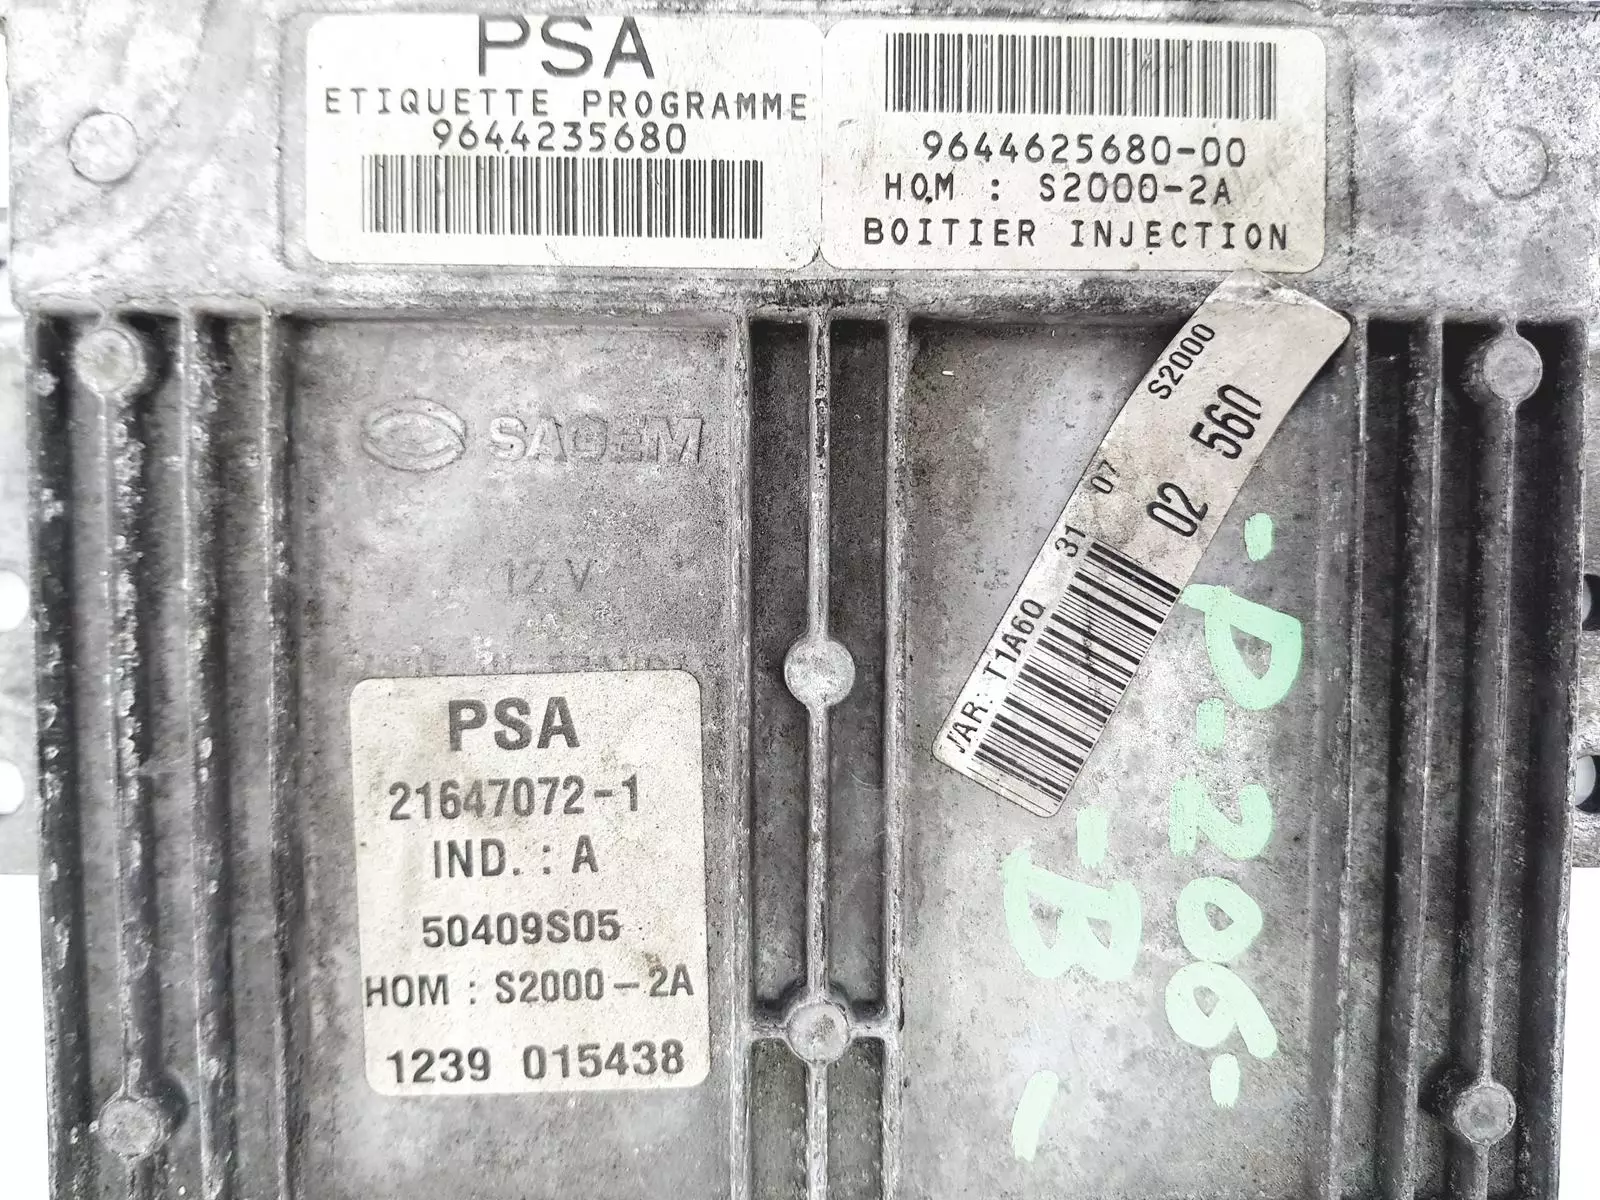 PSA
ETIQUETTE PROGRAMME
9644235680
9644625680-00
HOM : S2000-2A
BOITIER INJECTION
SAGEM
12 V
S2000
02 560
VAR: T1A60 31 07
PSA
21647072-1
IND. : A
50409S05
HOM : S2000-2A
1239 015438
-P-206-
-B-